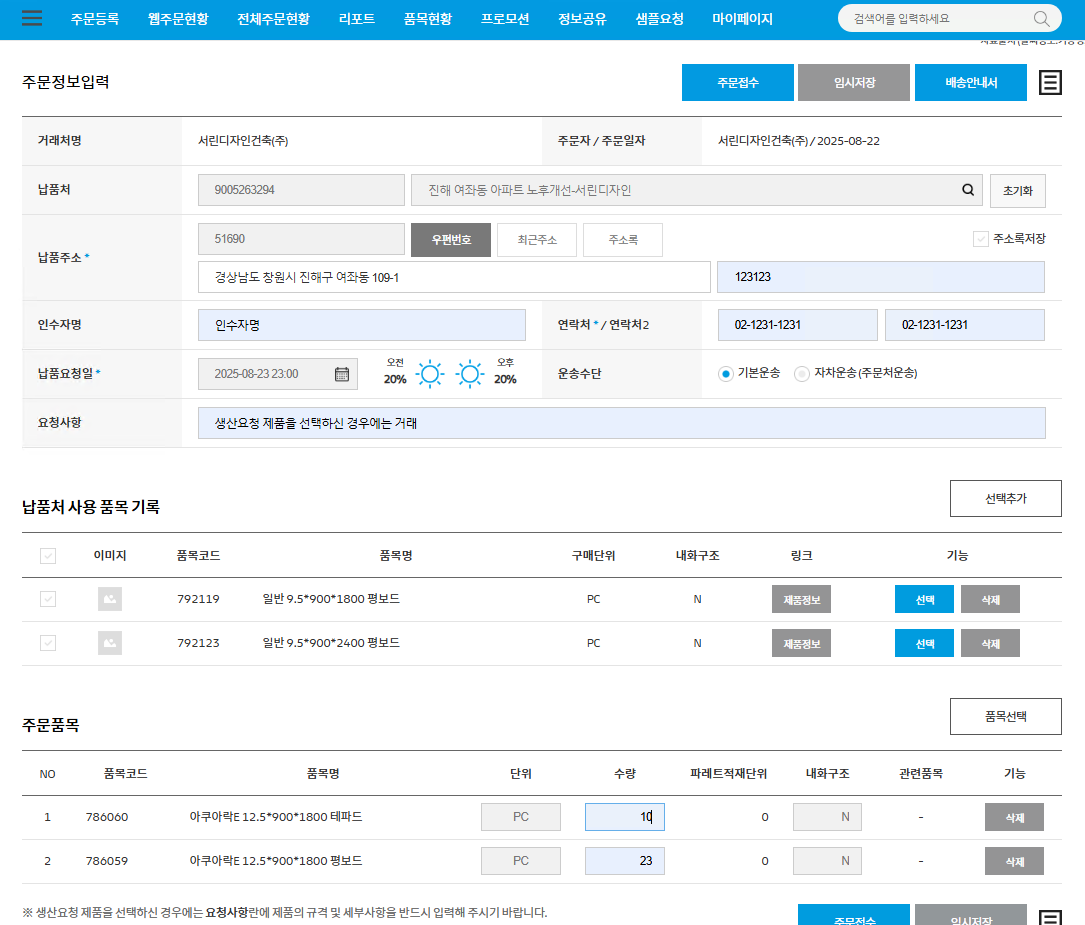 주문등록 웹주문현황 전체주문현황 리포트 품목현황 프로모션 정보공유 샘플요청 마이페이지 검색어를 입력하세요
주문정보입력 주문접수 임시저장 배송안내서
거래처명 서린디자인건축(주) 주문자 / 주문일자 서린디자인건축(주) / 2025-08-22
납품처 9005263294 진해 여좌동 아파트 노후개선-서린디자인 초기화
납품주소 * 51690 우편번호 최근주소 주소록 주소록저장
경상남도 창원시 진해구 여좌동 109-1 123123
인수자명 인수자명 연락처 * / 연락처2 02-1231-1231 02-1231-1231
납품요청일 * 2025-08-23 23:00 오전 20% 오후 20% 운송수단 기본운송 자차운송(주문처운송)
요청사항 생산요청 제품을 선택하신 경우에는 거래
납품처 사용 품목 기록 선택추가
이미지 품목코드 품목명 구매단위 내화구조 링크 기능
792119 일반 9.5*900*1800 평보드 PC N 제품정보 선택 삭제
792123 일반 9.5*900*2400 평보드 PC N 제품정보 선택 삭제
주문품목 품목선택
NO 품목코드 품목명 단위 수량 파레트적재단위 내화구조 관련품목 기능
1 786060 아쿠아락E 12.5*900*1800 테파드 PC 10 0 N - 삭제
2 786059 아쿠아락E 12.5*900*1800 평보드 PC 23 0 N - 삭제
※ 생산요청 제품을 선택하신 경우에는 요청사항란에 제품의 규격 및 세부사항을 반드시 입력해 주시기 바랍니다.
주문접수 임시저장